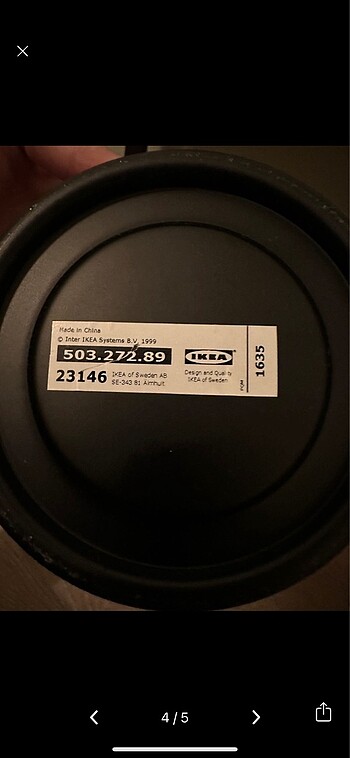 Made in China
© Inter IKEA Systems B.V. 1999
503.272.89
IKEA
23146
IKEA of Sweden AB
SE-343 81 Älmhult
Design and Quality
IKEA of Sweden
PQM
1635
4/5